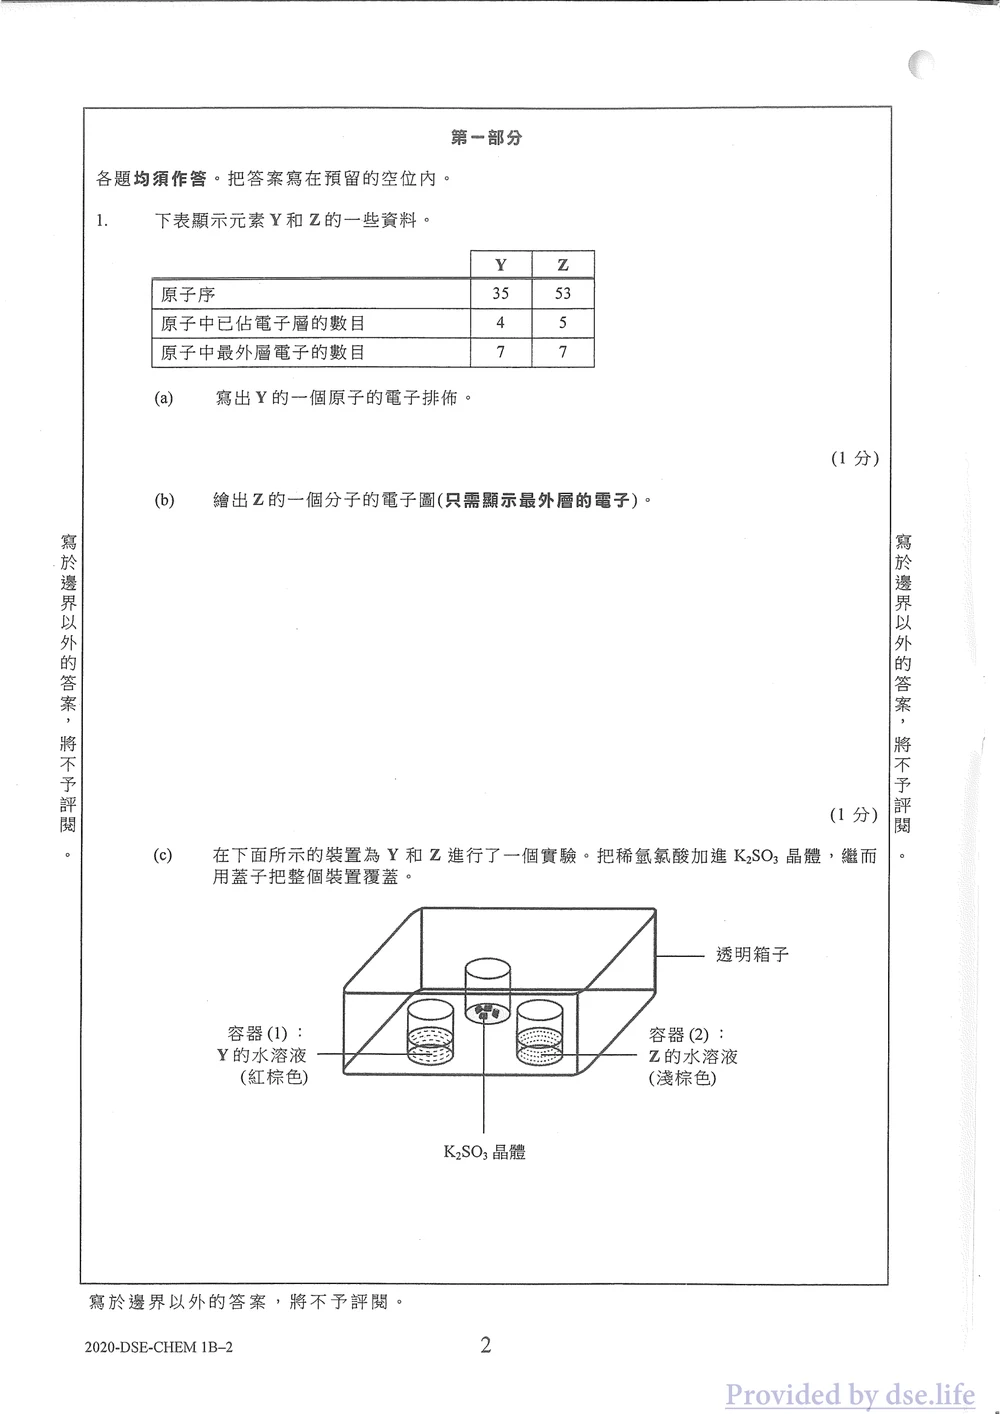 第一部分
各題均須作答。把答案寫在預留的空位內。
1. 下表顯示元素 Y 和 Z 的一些資料。
Y Z
原子序 35 53
原子中已佔電子層的數目 4 5
原子中最外層電子的數目 7 7
(a) 寫出 Y 的一個原子的電子排佈。
(1 分)
(b) 繪出 Z 的一個分子的電子圖(只需顯示最外層的電子)。
(1 分)
(c) 在下面所示的裝置為 Y 和 Z 進行了一個實驗。把稀氫氯酸加進 K₂SO₃ 晶體，繼而
用蓋子把整個裝置覆蓋。
透明箱子
容器 (1)：
Y 的水溶液
(紅棕色)
容器 (2)：
Z 的水溶液
(淺棕色)
K₂SO₃ 晶體
寫於邊界以外的答案，將不予評閱。
寫於邊界以外的答案，將不予評閱。
寫於邊界以外的答案，將不予評閱。
2020-DSE-CHEM 1B–2
2
Provided by dse.life